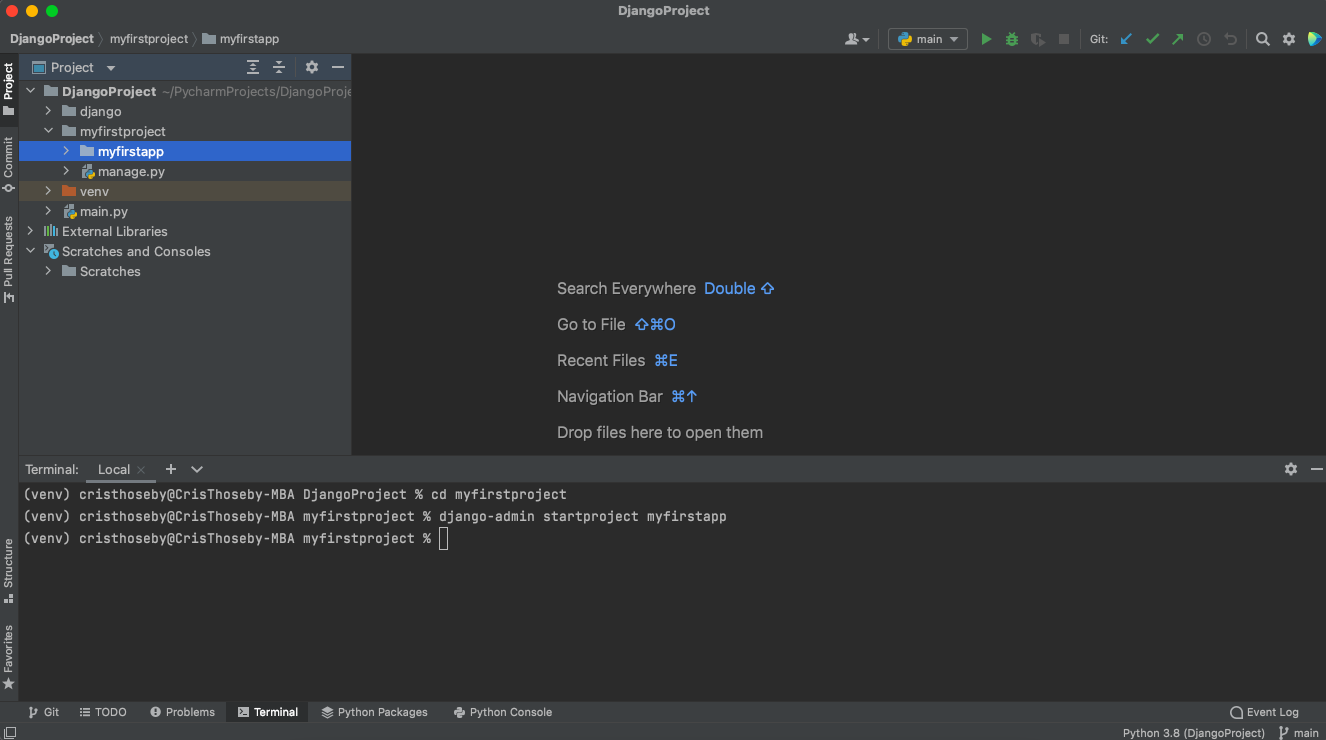 DjangoProject
DjangoProject myfirstproject myfirstapp
main
Git:
Project
Project
DjangoProject ~/PycharmProjects/DjangoProje
django
myfirstproject
myfirstapp
manage.py
venv
main.py
External Libraries
Scratches and Consoles
Scratches
Commit
Pull Requests
Search Everywhere Double ⇧
Go to File ⇧⌘O
Recent Files ⌘E
Navigation Bar ⌘↑
Drop files here to open them
Terminal: Local
(venv) cristhoseby@CrisThoseby-MBA DjangoProject % cd myfirstproject
(venv) cristhoseby@CrisThoseby-MBA myfirstproject % django-admin startproject myfirstapp
(venv) cristhoseby@CrisThoseby-MBA myfirstproject %
Structure
Favorites
Git TODO Problems Terminal Python Packages Python Console Event Log
Python 3.8 (DjangoProject) main